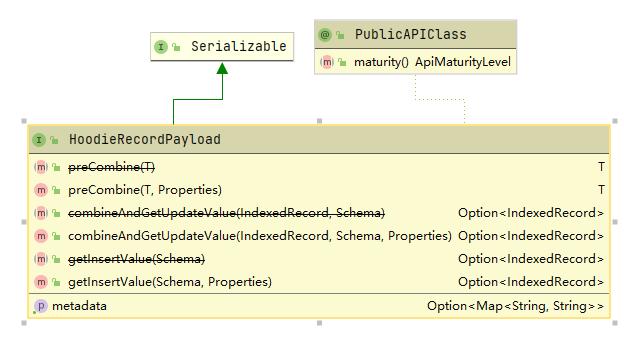 Serializable
PublicAPIClass
maturity() ApiMaturityLevel
HoodieRecordPayload
preCombine(T) T
preCombine(T, Properties) T
combineAndGetUpdateValue(IndexedRecord, Schema) Option<IndexedRecord>
combineAndGetUpdateValue(IndexedRecord, Schema, Properties) Option<IndexedRecord>
getInsertValue(Schema) Option<IndexedRecord>
getInsertValue(Schema, Properties) Option<IndexedRecord>
metadata Option<Map<String, String>>